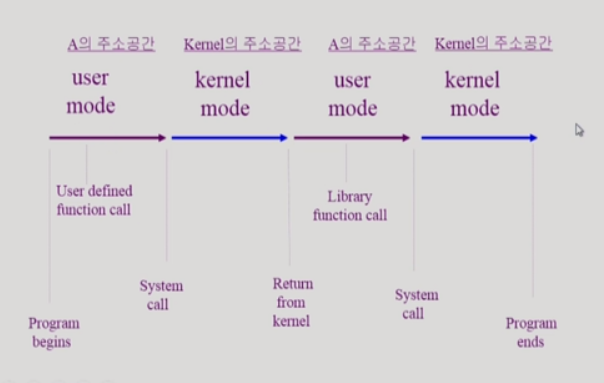 A의 주소공간 Kernel의 주소공간 A의 주소공간 Kernel의 주소공간
user mode
kernel mode
user mode
kernel mode
User defined
function call
Library
function call
System
call
Return
from
kernel
System
call
Program
begins
Program
ends